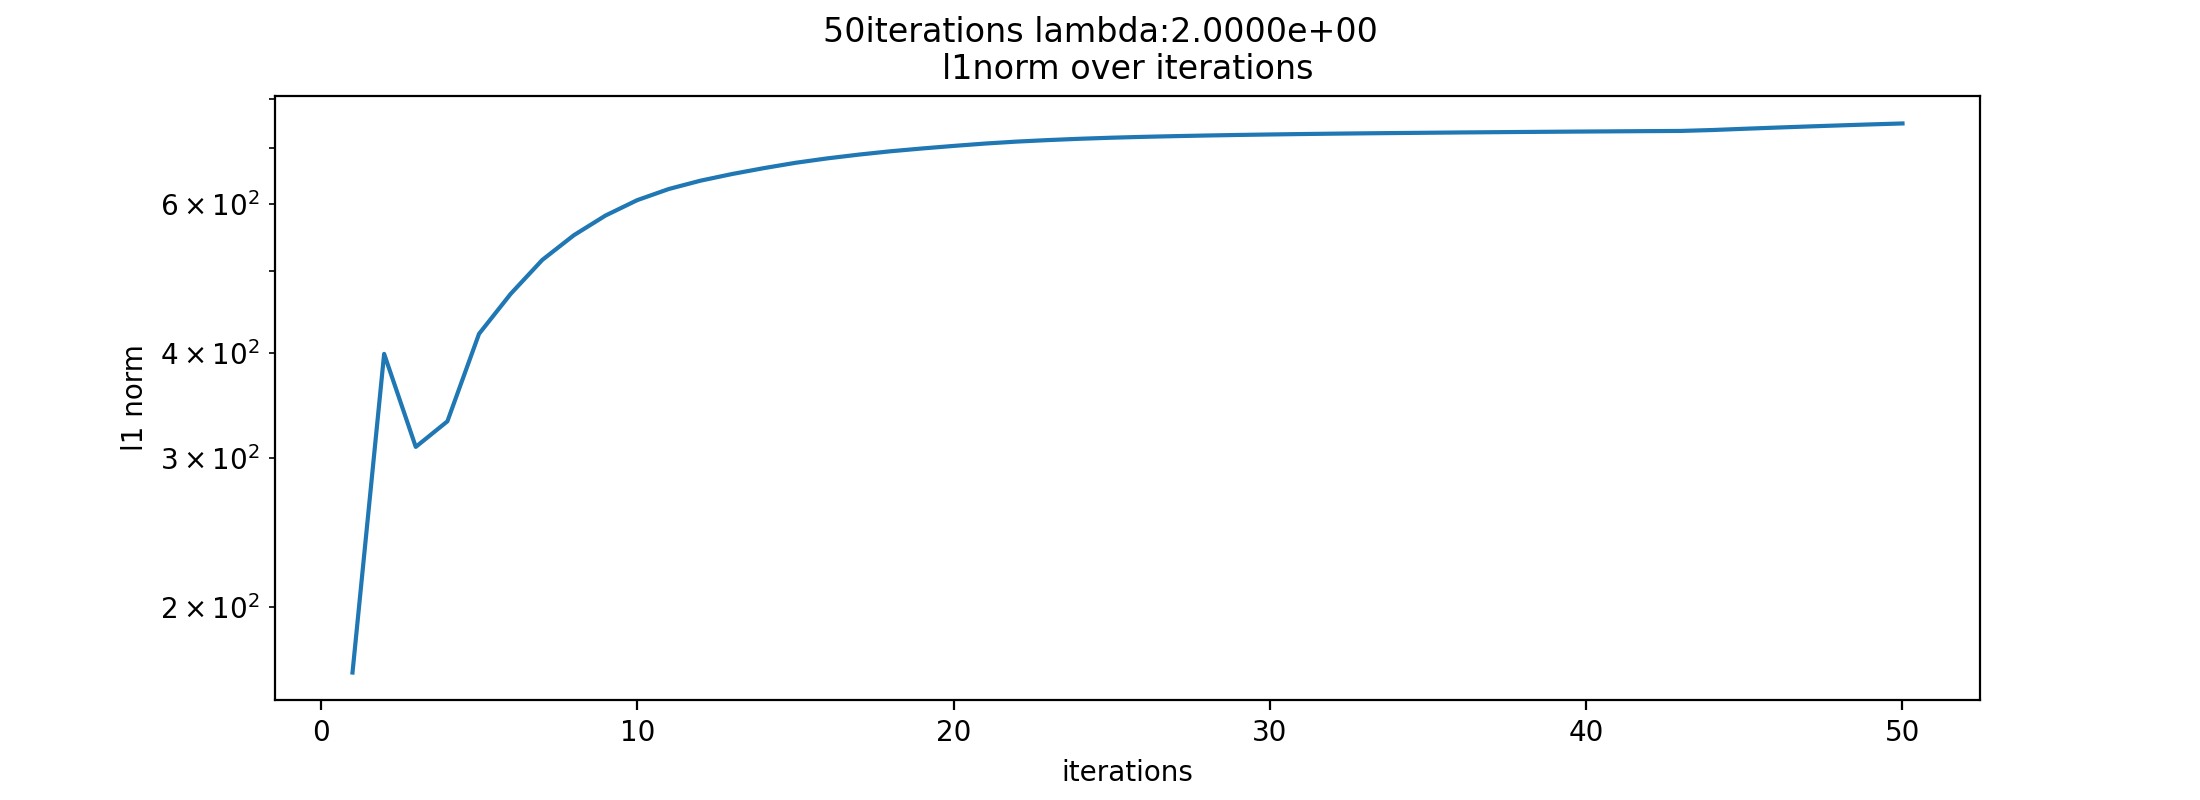 50iterations lambda:2.0000e+00
l1norm over iterations
6 × 10²
4 × 10²
3 × 10²
2 × 10²
l1 norm
0 10 20 30 40 50
iterations